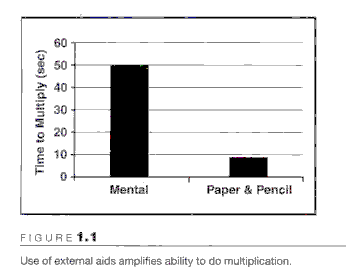 60
50
40
30
20
10
0
Time to Multiply (sec)
Mental Paper & Pencil
FIGURE 1.1
Use of external aids amplifies ability to do multiplication.